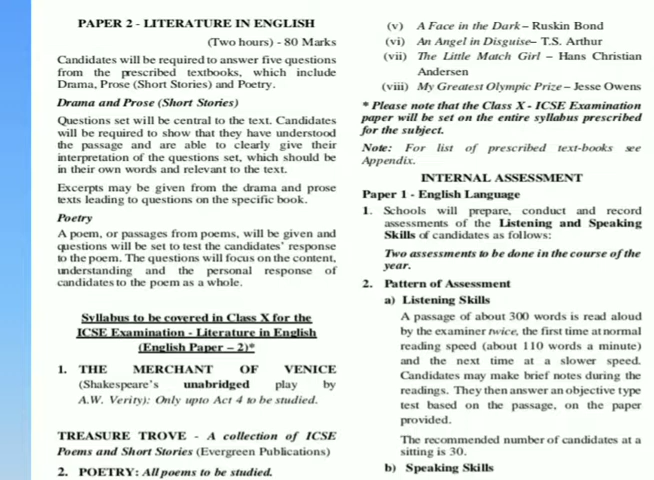 PAPER 2 - LITERATURE IN ENGLISH
(Two hours) - 80 Marks
Candidates will be required to answer five questions
from the prescribed textbooks, which include
Drama, Prose (Short Stories) and Poetry.
Drama and Prose (Short Stories)
Questions set will be central to the text. Candidates
will be required to show that they have understood
the passage and are able to clearly give their
interpretation of the questions set, which should be
in their own words and relevant to the text.
Excerpts may be given from the drama and prose
texts leading to questions on the specific book.
Poetry
A poem, or passages from poems, will be given and
questions will be set to test the candidates' response
to the poem. The questions will focus on the content,
understanding and the personal response of
candidates to the poem as a whole.
Syllabus to be covered in Class X for the
ICSE Examination - Literature in English
(English Paper – 2)*
1. THE MERCHANT OF VENICE
(Shakespeare's unabridged play by
A.W. Verity): Only upto Act 4 to be studied.
TREASURE TROVE - A collection of ICSE
Poems and Short Stories (Evergreen Publications)
2. POETRY: All poems to be studied.
(v) A Face in the Dark – Ruskin Bond
(vi) An Angel in Disguise– T.S. Arthur
(vii) The Little Match Girl – Hans Christian
Andersen
(viii) My Greatest Olympic Prize – Jesse Owens
* Please note that the Class X - ICSE Examination
paper will be set on the entire syllabus prescribed
for the subject.
Note: For list of prescribed text-books see
Appendix.
INTERNAL ASSESSMENT
Paper 1 - English Language
1. Schools will prepare, conduct and record
assessments of the Listening and Speaking
Skills of candidates as follows:
Two assessments to be done in the course of the
year.
2. Pattern of Assessment
a) Listening Skills
A passage of about 300 words is read aloud
by the examiner twice, the first time at normal
reading speed (about 110 words a minute)
and the next time at a slower speed.
Candidates may make brief notes during the
readings. They then answer an objective type
test based on the passage, on the paper
provided.
The recommended number of candidates at a
sitting is 30.
b) Speaking Skills